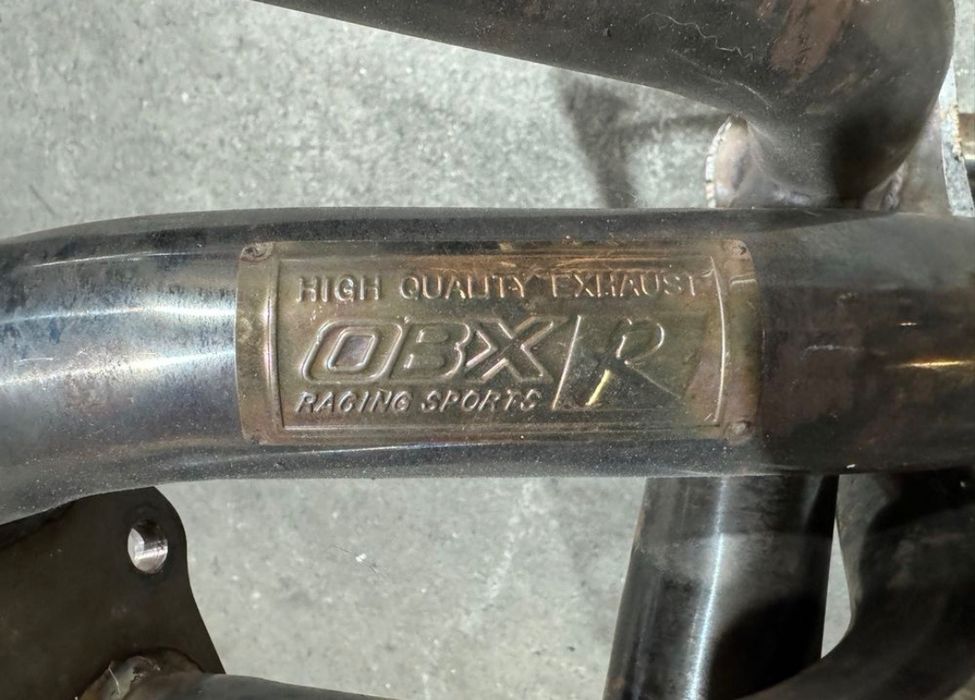 HIGH QUALITY EXHAUST
OBX R
RACING SPORTS